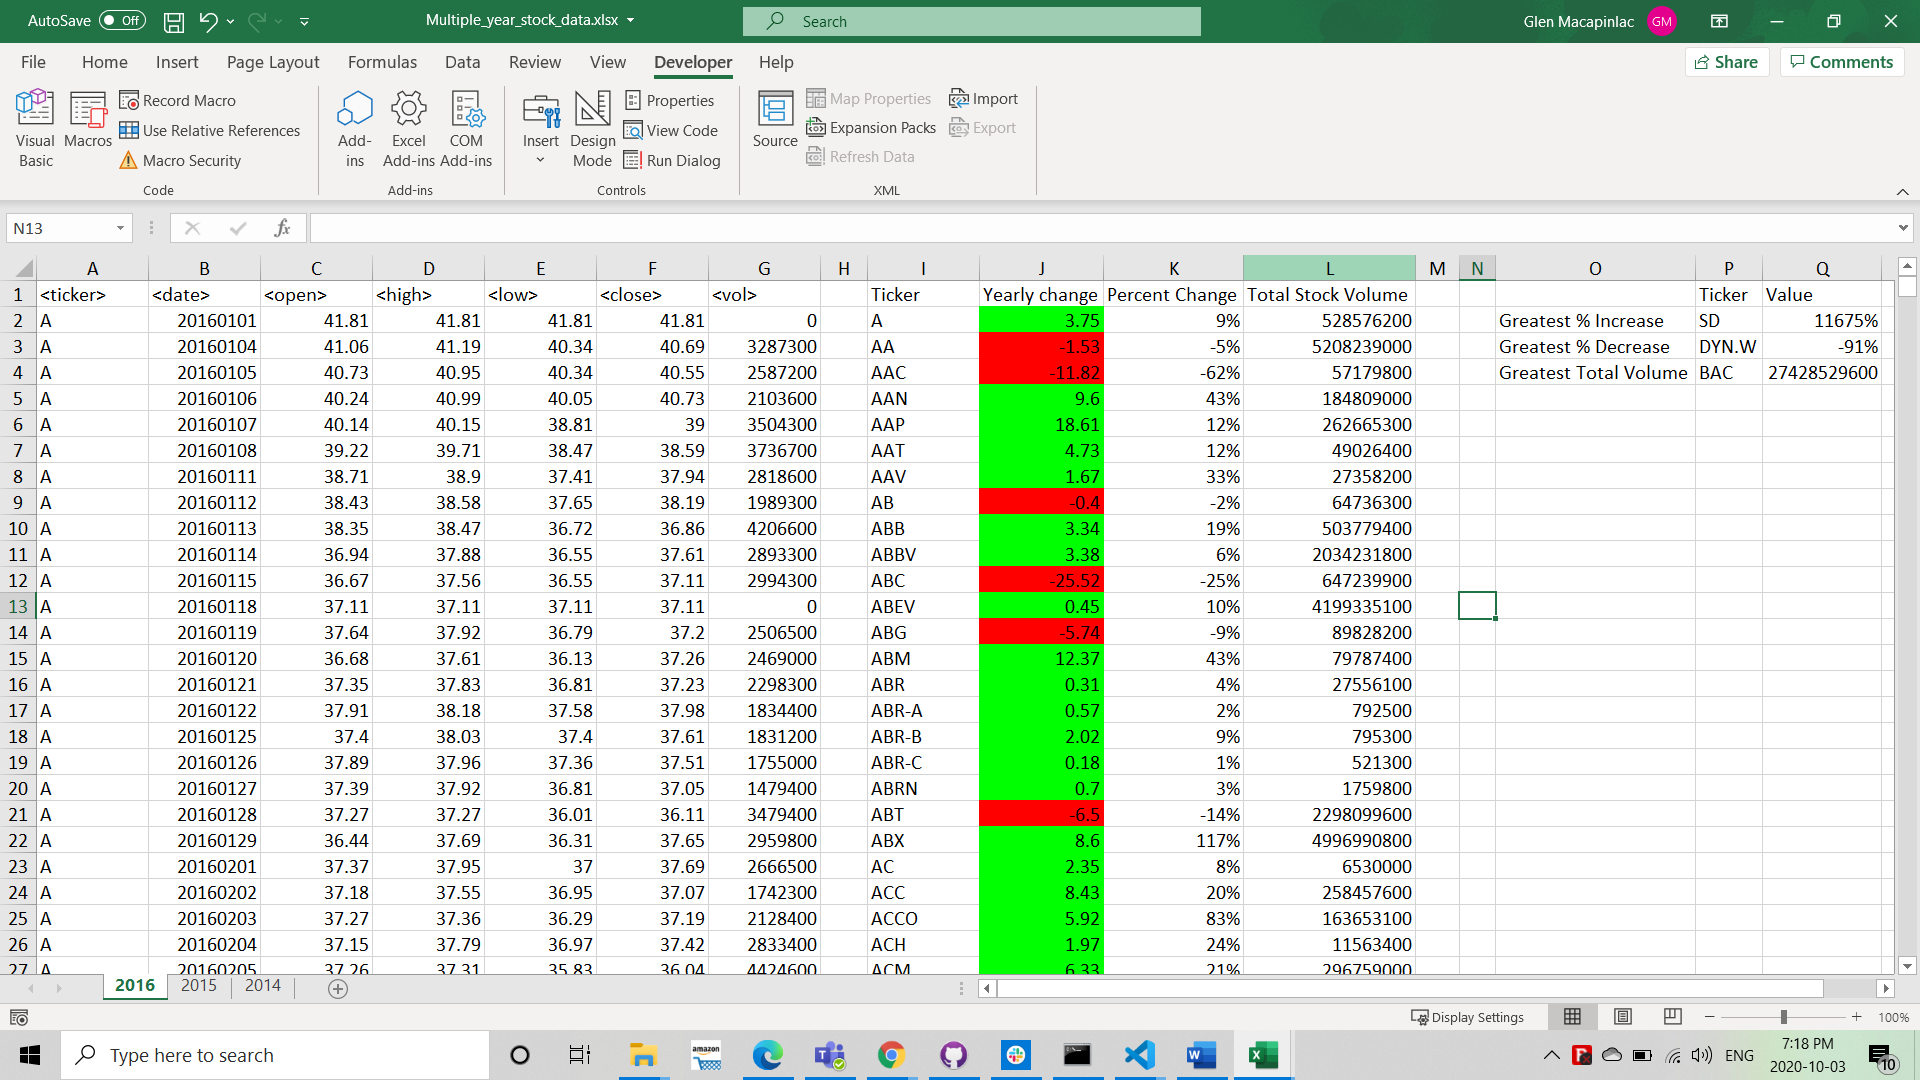 AutoSave Off Multiple_year_stock_data.xlsx Search Glen Macapinlac GM
File Home Insert Page Layout Formulas Data Review View Developer Help Share Comments
Visual Basic Macros Record Macro Use Relative References Macro Security Code
Add-ins Excel Add-ins COM Add-ins Add-ins
Insert Design Mode Properties View Code Run Dialog Controls
Source Map Properties Expansion Packs Refresh Data Import Export XML
N13 fx
A B C D E F G H I J K L M N O P Q
1 <ticker> <date> <open> <high> <low> <close> <vol> Ticker Yearly change Percent Change Total Stock Volume Ticker Value
2 A 20160101 41.81 41.81 41.81 41.81 0 A 3.75 9% 528576200 Greatest % Increase SD 11675%
3 A 20160104 41.06 41.19 40.34 40.69 3287300 AA -1.53 -5% 5208239000 Greatest % Decrease DYN.W -91%
4 A 20160105 40.73 40.95 40.34 40.55 2587200 AAC -11.82 -62% 57179800 Greatest Total Volume BAC 27428529600
5 A 20160106 40.24 40.99 40.05 40.73 2103600 AAN 9.6 43% 184809000
6 A 20160107 40.14 40.15 38.81 39 3504300 AAP 18.61 12% 262665300
7 A 20160108 39.22 39.71 38.47 38.59 3736700 AAT 4.73 12% 49026400
8 A 20160111 38.71 38.9 37.41 37.94 2818600 AAV 1.67 33% 27358200
9 A 20160112 38.43 38.58 37.65 38.19 1989300 AB -0.4 -2% 64736300
10 A 20160113 38.35 38.47 36.72 36.86 4206600 ABB 3.34 19% 503779400
11 A 20160114 36.94 37.88 36.55 37.61 2893300 ABBV 3.38 6% 2034231800
12 A 20160115 36.67 37.56 36.55 37.11 2994300 ABC -25.52 -25% 647239900
13 A 20160118 37.11 37.11 37.11 37.11 0 ABEV 0.45 10% 4199335100
14 A 20160119 37.64 37.92 36.79 37.2 2506500 ABG -5.74 -9% 89828200
15 A 20160120 36.68 37.61 36.13 37.26 2469000 ABM 12.37 43% 79787400
16 A 20160121 37.35 37.83 36.81 37.23 2298300 ABR 0.31 4% 27556100
17 A 20160122 37.91 38.18 37.58 37.98 1834400 ABR-A 0.57 2% 792500
18 A 20160125 37.4 38.03 37.4 37.61 1831200 ABR-B 2.02 9% 795300
19 A 20160126 37.89 37.96 37.36 37.51 1755000 ABR-C 0.18 1% 521300
20 A 20160127 37.39 37.92 36.81 37.05 1479400 ABRN 0.7 3% 1759800
21 A 20160128 37.27 37.27 36.01 36.11 3479400 ABT -6.5 -14% 2298099600
22 A 20160129 36.44 37.69 36.31 37.65 2959800 ABX 8.6 117% 4996990800
23 A 20160201 37.37 37.95 37 37.69 2666500 AC 2.35 8% 6530000
24 A 20160202 37.18 37.55 36.95 37.07 1742300 ACC 8.43 20% 258457600
25 A 20160203 37.27 37.36 36.29 37.19 2128400 ACCO 5.92 83% 163653100
26 A 20160204 37.15 37.79 36.97 37.42 2833400 ACH 1.97 24% 11563400
27 A 20160205 37.26 37.31 35.83 36.04 4424600 ACM 6.33 21% 296759000
2016 2015 2014
Display Settings 100%
Type here to search amazon ENG 7:18 PM
2020-10-03 10